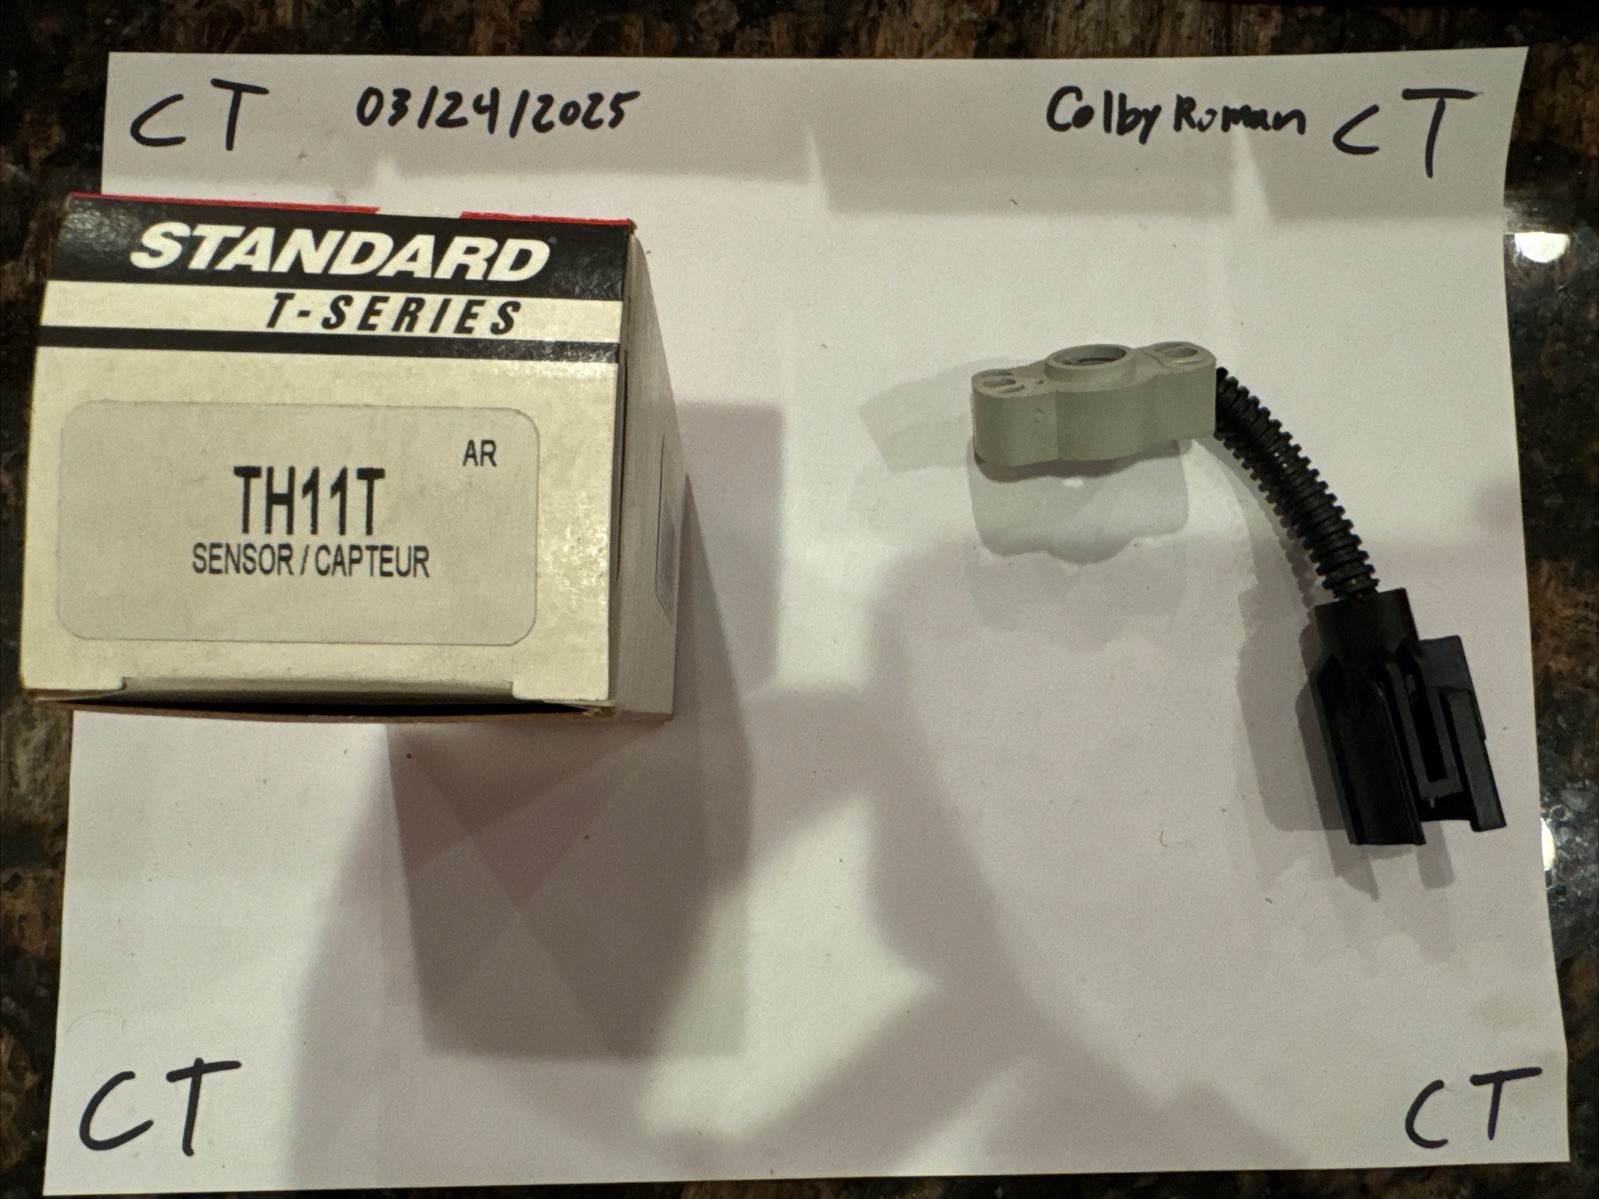 CT 03/24/2025 Colby Roman CT
STANDARD
T-SERIES
AR
TH11T
SENSOR / CAPTEUR
CT CT